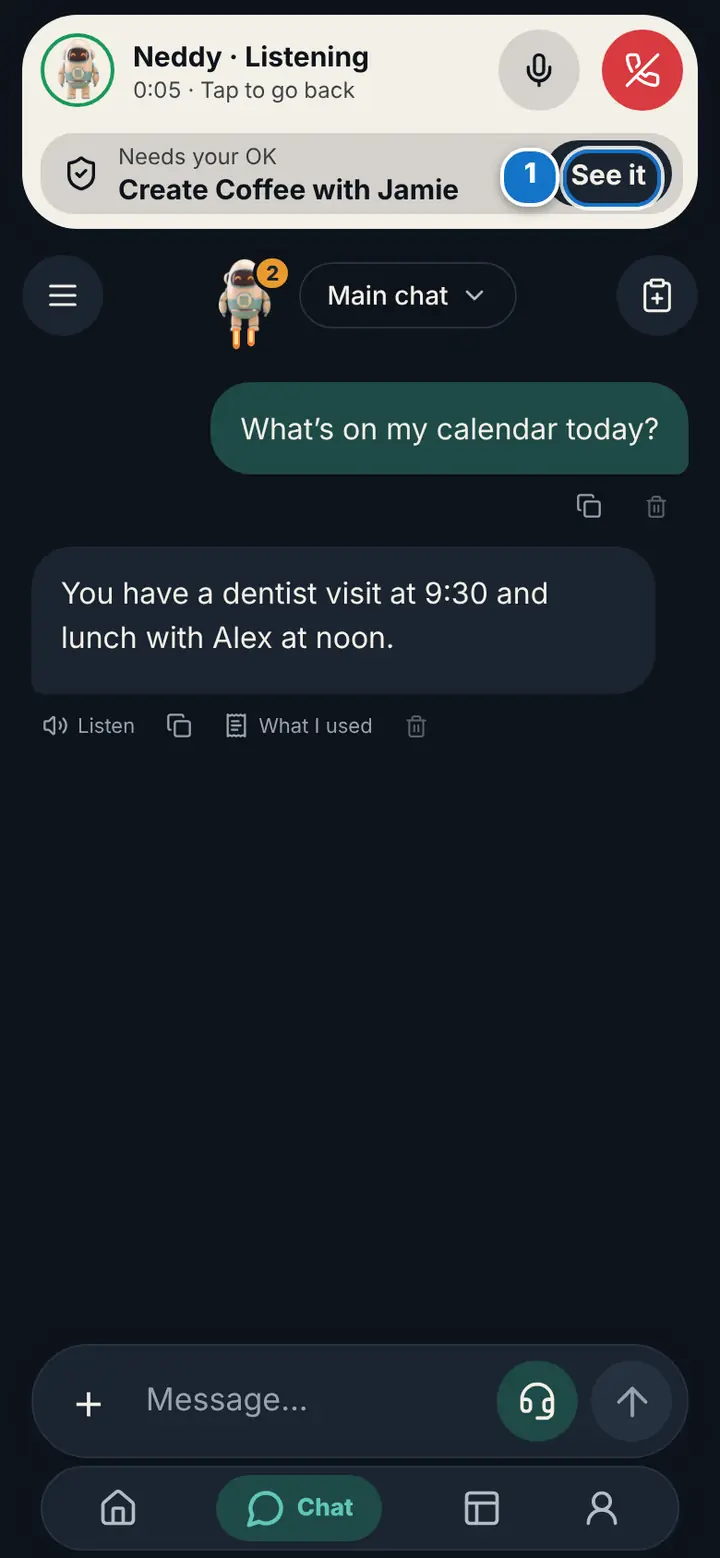 Neddy · Listening
0:05 · Tap to go back
Needs your OK
Create Coffee with Jamie
1
See it
2
Main chat
What’s on my calendar today?
You have a dentist visit at 9:30 and
lunch with Alex at noon.
Listen
What I used
Message...
Chat